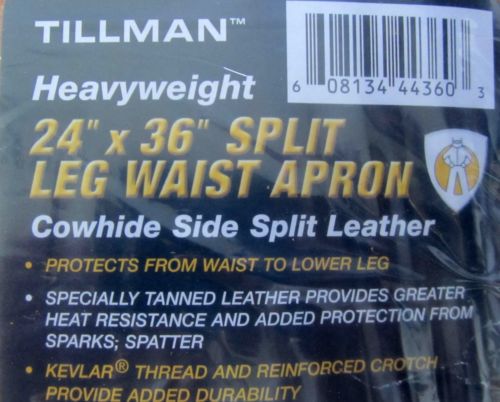 TILLMAN™
6 08134 44360 3
Heavyweight
24" x 36" SPLIT
LEG WAIST APRON
Cowhide Side Split Leather
• PROTECTS FROM WAIST TO LOWER LEG
• SPECIALLY TANNED LEATHER PROVIDES GREATER
HEAT RESISTANCE AND ADDED PROTECTION FROM
SPARKS; SPATTER
• KEVLAR® THREAD AND REINFORCED CROTCH
PROVIDE ADDED DURABILITY